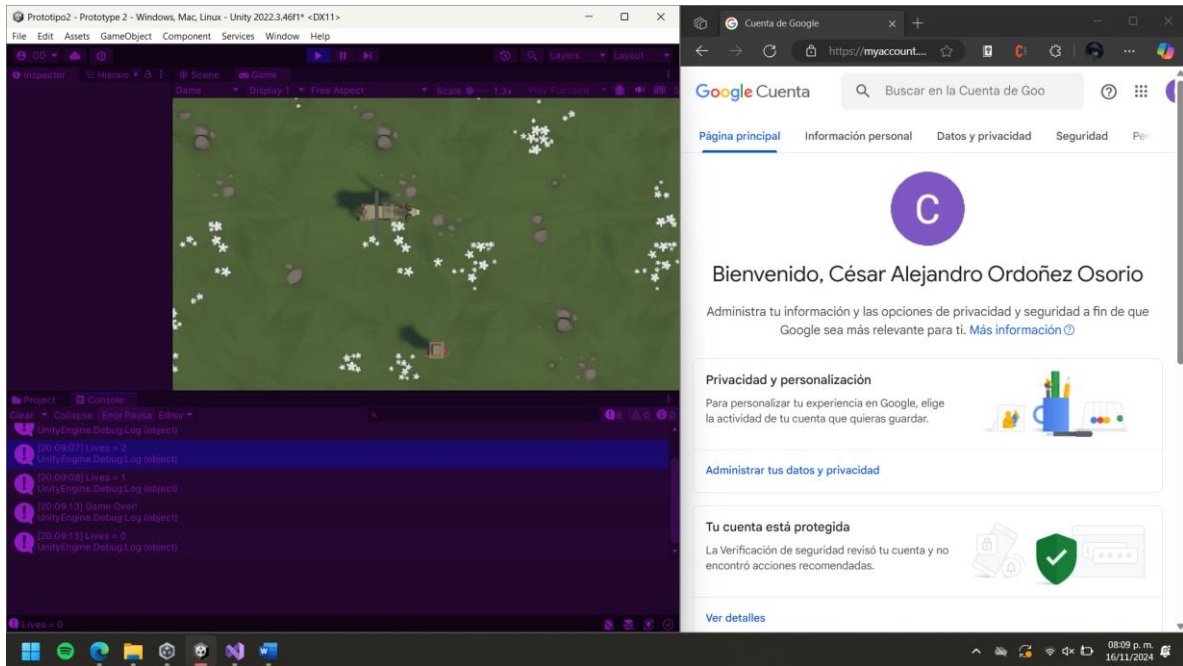 Prototipo2 - Prototype 2 - Windows, Mac, Linux - Unity 2022.3.46f1* <DX11>
File Edit Assets GameObject Component Services Window Help
CO Layers Layout
Inspector Hierarc Scene Game
Game Display 1 Free Aspect Scale 1.3x Play Focused
Project Console
Clear Collapse Error Pause Editor
8 0 0
UnityEngine.Debug:Log (object)
[20:09:07] Lives = 2
UnityEngine.Debug:Log (object)
[20:09:08] Lives = 1
UnityEngine.Debug:Log (object)
[20:09:13] Game Over!
UnityEngine.Debug:Log (object)
[20:09:13] Lives = 0
UnityEngine.Debug:Log (object)
Lives = 0
Cuenta de Google
https://myaccount....
Google Cuenta
Buscar en la Cuenta de Goo
Página principal Información personal Datos y privacidad Seguridad Per
C
Bienvenido, César Alejandro Ordoñez Osorio
Administra tu información y las opciones de privacidad y seguridad a fin de que
Google sea más relevante para ti. Más información
Privacidad y personalización
Para personalizar tu experiencia en Google, elige
la actividad de tu cuenta que quieras guardar.
Administrar tus datos y privacidad
Tu cuenta está protegida
La Verificación de seguridad revisó tu cuenta y no
encontró acciones recomendadas.
Ver detalles
08:09 p. m.
16/11/2024